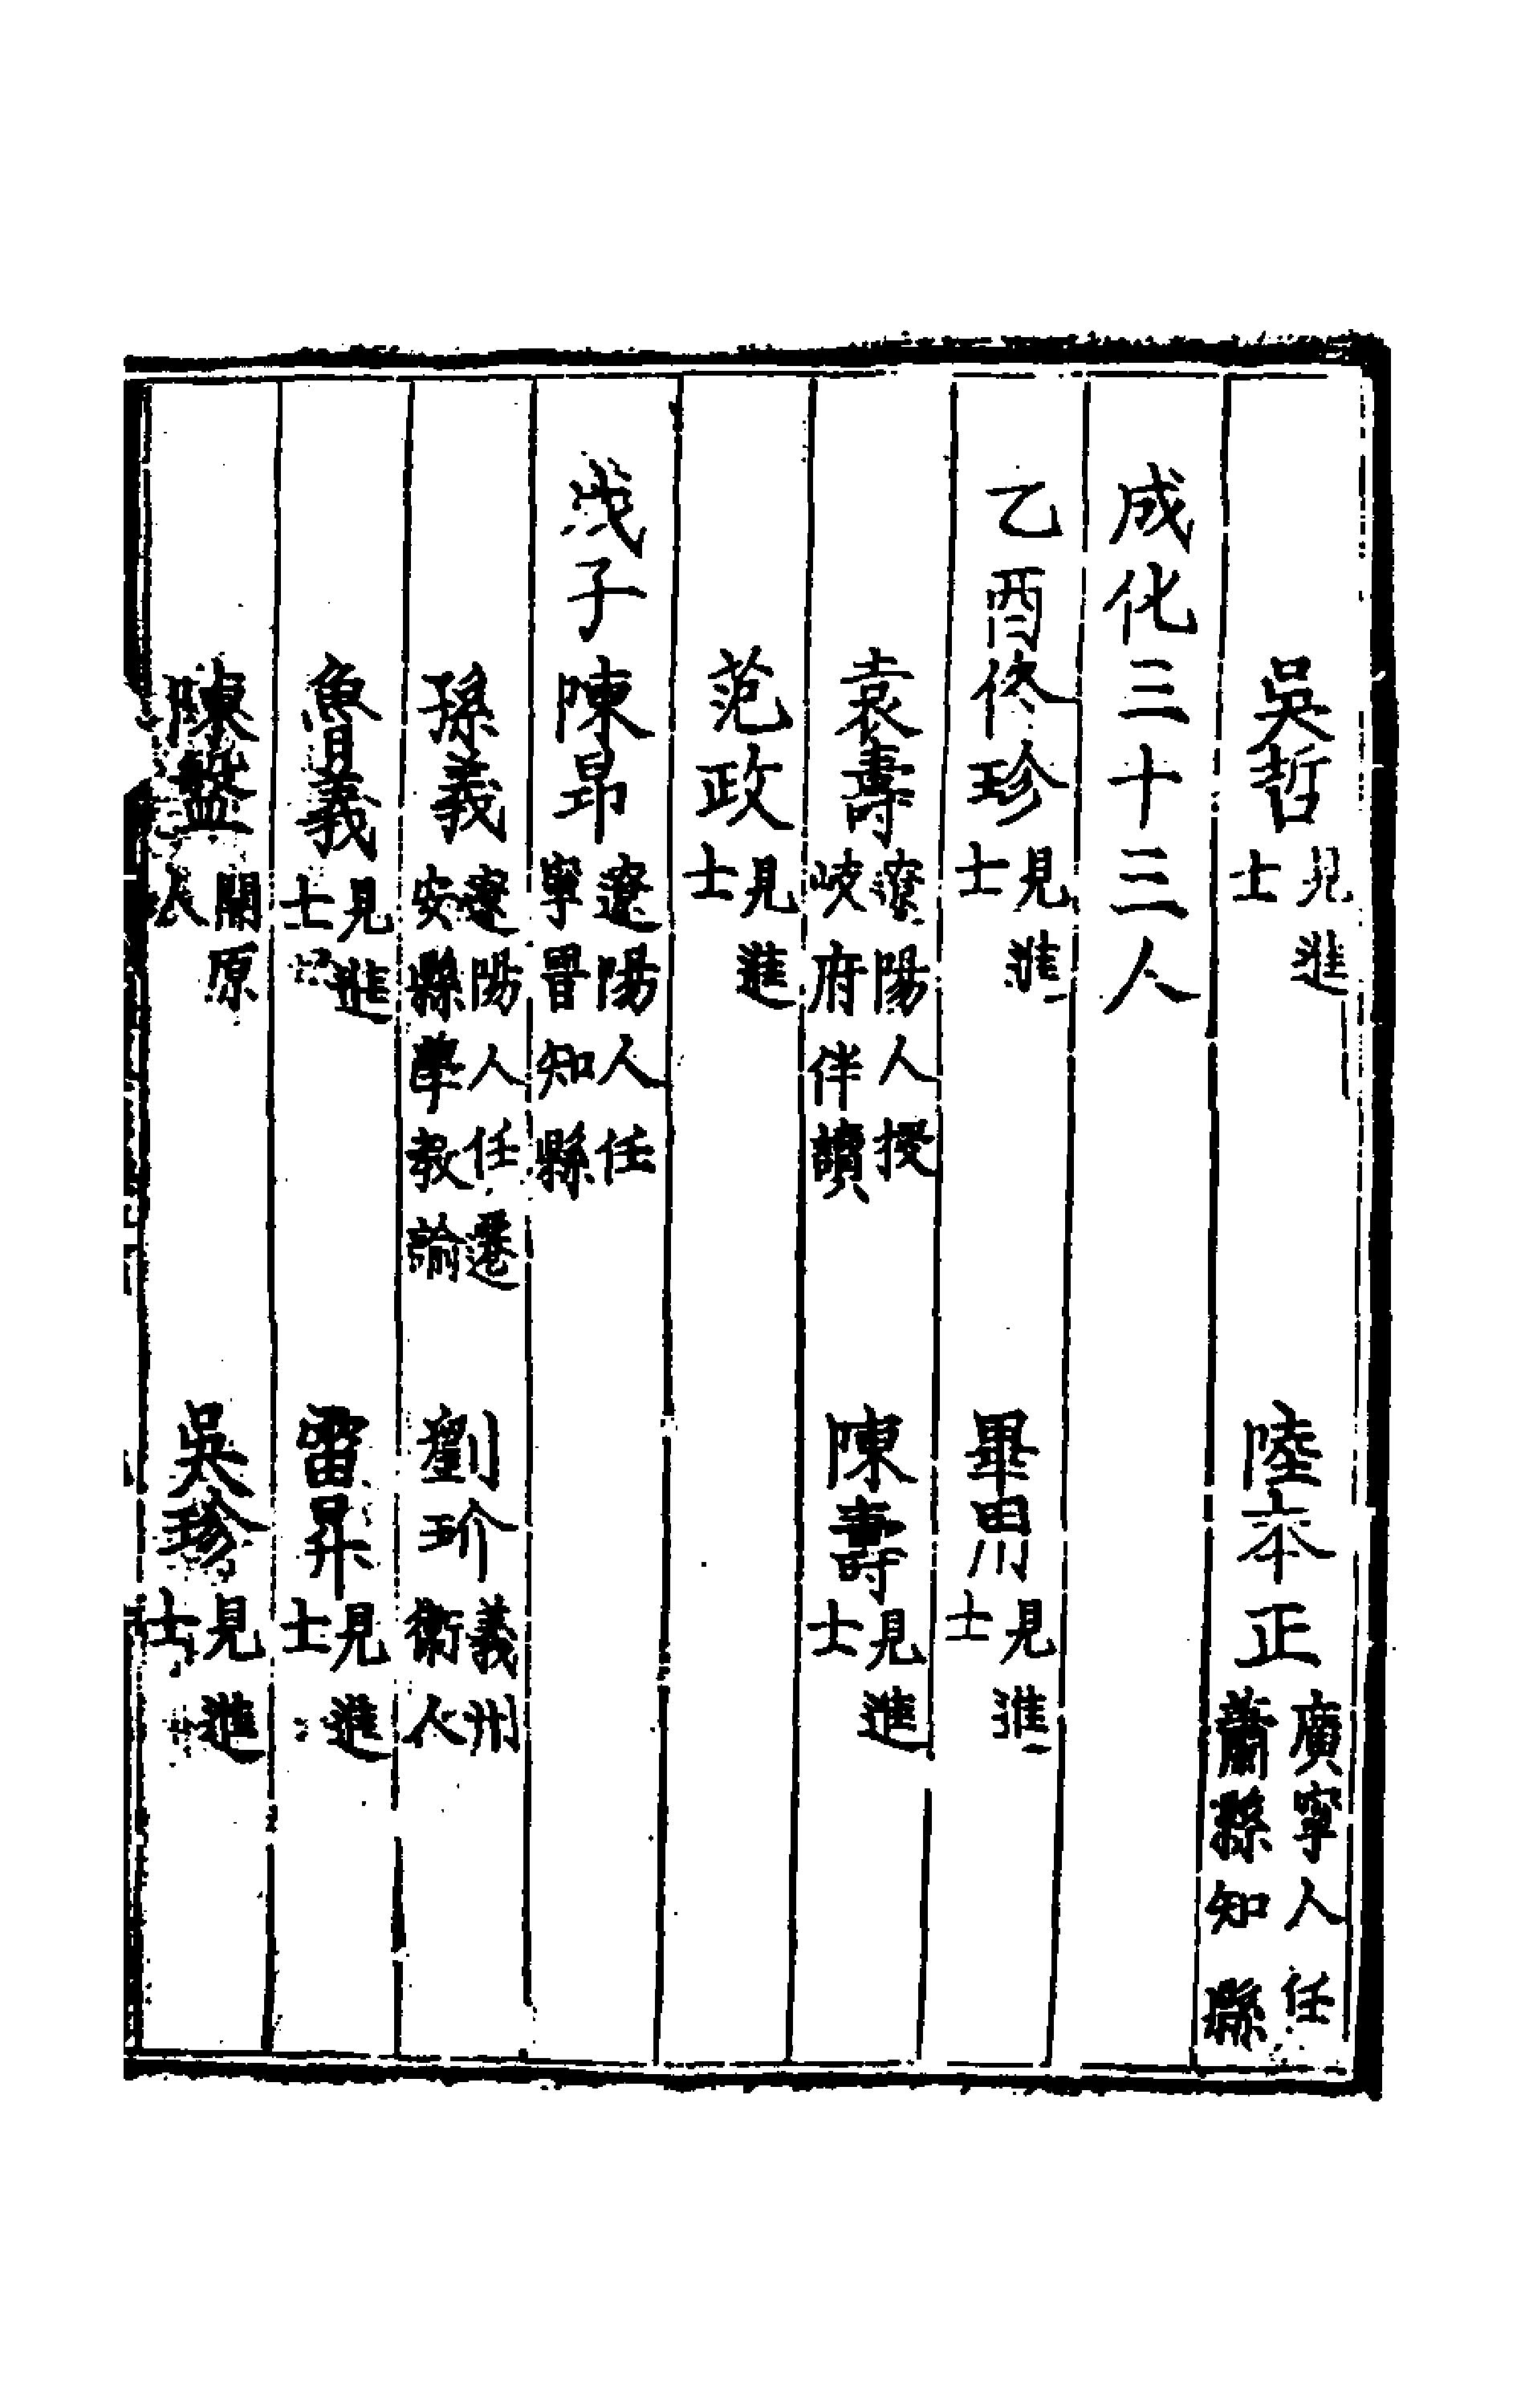 吳哲見進士 陸本正廣寧人任蕭縣知縣
成化三十三人
乙酉佟珍見進士 畢見進士
袁壽遼陽人授岐府伴讀 陳壽見進士
范政見進士
戊子陳昂遼陽人任寧晉知縣
孫義遼陽人任遷安縣學教諭 劉玠義州衛人
魯義見進士 雷昇見進士
陳盤開原人 吳珍見進士